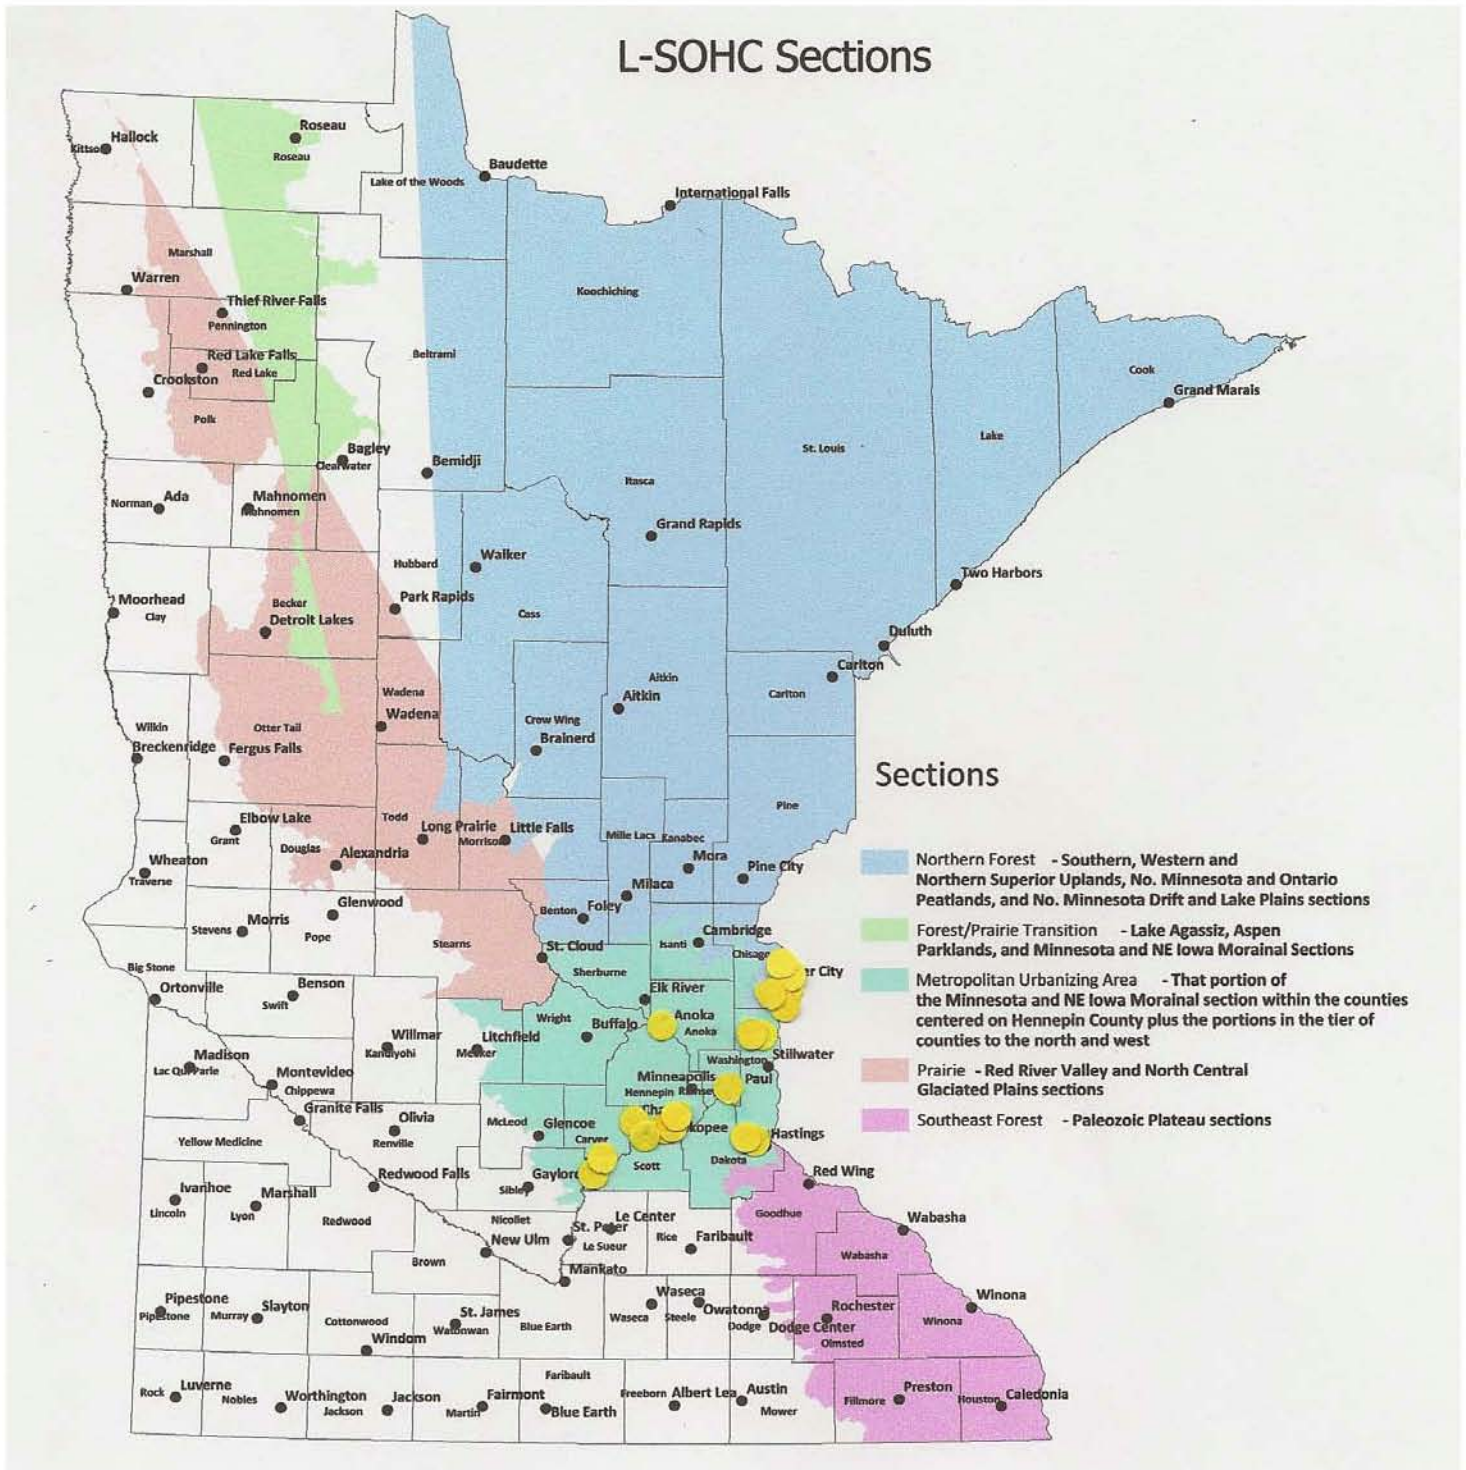 L-SOHC Sections
Hallock
Roseau
Roseau
Baudette
Lake of the Woods
International Falls
Marshall
Warren
Koochiching
Thief River Falls
Pennington
Red Lake Falls
Red Lake
Beltrami
Crookston
Cook
Grand Marais
Polk
Lake
St. Louis
Bagley
Clearwater
Bemidji
Itasca
Ada
Norman
Mahnomen
Mahnomen
Grand Rapids
Walker
Hubbard
Two Harbors
Park Rapids
Moorhead
Clay
Becker
Detroit Lakes
Cass
Duluth
Carlton
Carlton
Aitkin
Aitkin
Wadena
Wadena
Crow Wing
Brainerd
Wilkin
Otter Tail
Breckenridge
Fergus Falls
Sections
Pine
Elbow Lake
Grant
Todd
Long Prairie
Morrison
Little Falls
Mille Lacs
Kanabec
Douglas
Alexandria
Mora
Wheaton
Traverse
Pine City
Milaca
Northern Forest - Southern, Western and
Northern Superior Uplands, No. Minnesota and Ontario
Peatlands, and No. Minnesota Drift and Lake Plains sections
Glenwood
Benton
Foley
Morris
Stevens
Pope
Stearns
St. Cloud
Isanti
Cambridge
Forest/Prairie Transition - Lake Agassiz, Aspen
Parklands, and Minnesota and NE Iowa Morainal Sections
Chisago
er City
Big Stone
Ortonville
Benson
Swift
Sherburne
Elk River
Metropolitan Urbanizing Area - That portion of
the Minnesota and NE Iowa Morainal section within the counties
centered on Hennepin County plus the portions in the tier of
counties to the north and west
Wright
Buffalo
Anoka
Anoka
Willmar
Kandiyohi
Litchfield
Meeker
Washington
Stillwater
Madison
Lac Qui Parle
Montevideo
Chippewa
Minneapolis
Hennepin
Paul
Prairie - Red River Valley and North Central
Glaciated Plains sections
Granite Falls
Olivia
Renville
McLeod
Glencoe
Carver
Cha
kopee
Hastings
Southeast Forest - Paleozoic Plateau sections
Yellow Medicine
Redwood Falls
Gaylor
Sibley
Scott
Dakota
Red Wing
Ivanhoe
Lincoln
Marshall
Lyon
Redwood
Nicollet
New Ulm
St. Peter
Le Center
Le Sueur
Rice
Faribault
Goodhue
Wabasha
Wabasha
Brown
Mankato
Pipestone
Pipestone
Murray
Slayton
Cottonwood
Windom
St. James
Watonwan
Blue Earth
Waseca
Waseca
Owatonna
Steele
Dodge
Dodge Center
Rochester
Olmsted
Winona
Winona
Rock
Luverne
Nobles
Worthington
Jackson
Jackson
Fairmont
Martin
Faribault
Blue Earth
Freeborn
Albert Lea
Austin
Mower
Fillmore
Preston
Houston
Caledonia